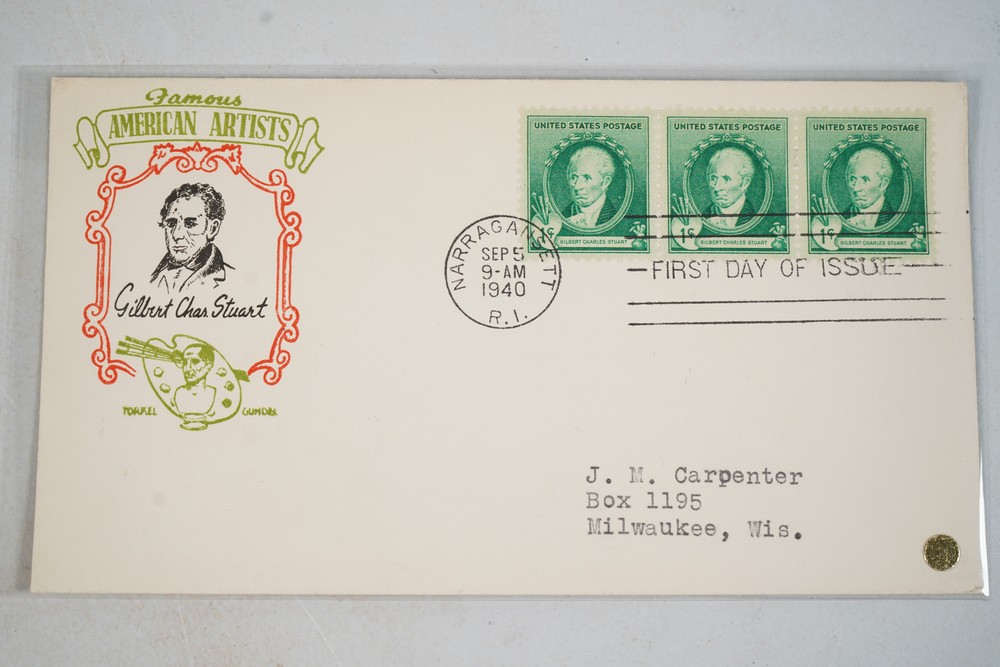 Famous
AMERICAN ARTISTS
Gilbert Chas Stuart
TORKEL GUNDEL
UNITED STATES POSTAGE
1¢
GILBERT CHARLES STUART
UNITED STATES POSTAGE
1¢
GILBERT CHARLES STUART
UNITED STATES POSTAGE
1¢
GILBERT CHARLES STUART
NARRAGANSETT
SEP 5
9-AM
1940
R.I.
FIRST DAY OF ISSUE
J. M. Carpenter
Box 1195
Milwaukee, Wis.